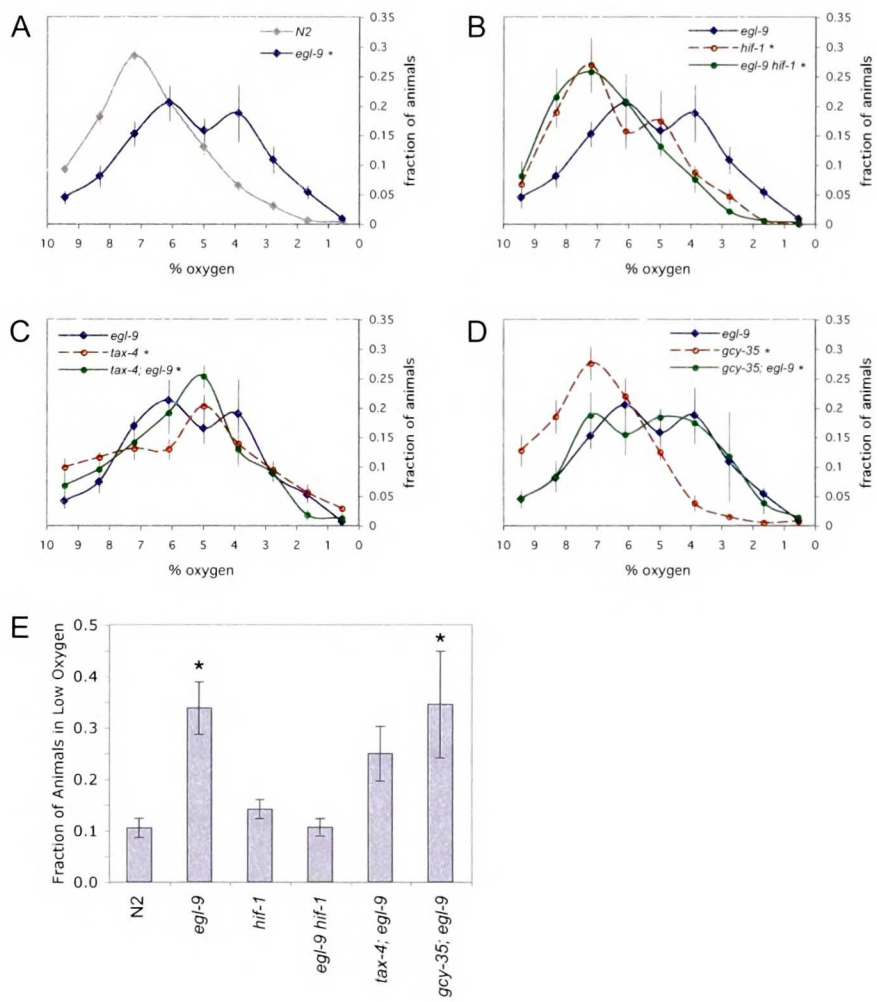 A
N2
egl-9 *
0.35
0.3
0.25
0.2
0.15
0.1
0.05
0
fraction of animals
10 9 8 7 6 5 4 3 2 1 0
% oxygen
B
egl-9
hif-1 *
egl-9 hif-1 *
0.35
0.3
0.25
0.2
0.15
0.1
0.05
0
fraction of animals
10 9 8 7 6 5 4 3 2 1 0
% oxygen
C
egl-9
tax-4 *
tax-4; egl-9 *
0.35
0.3
0.25
0.2
0.15
0.1
0.05
0
fraction of animals
10 9 8 7 6 5 4 3 2 1 0
% oxygen
D
egl-9
gcy-35 *
gcy-35; egl-9 *
0.35
0.3
0.25
0.2
0.15
0.1
0.05
0
fraction of animals
10 9 8 7 6 5 4 3 2 1 0
% oxygen
E
Fraction of Animals in Low Oxygen
0.5
0.4
0.3
0.2
0.1
0.0
*
*
N2
egl-9
hif-1
egl-9 hif-1
tax-4; egl-9
gcy-35; egl-9